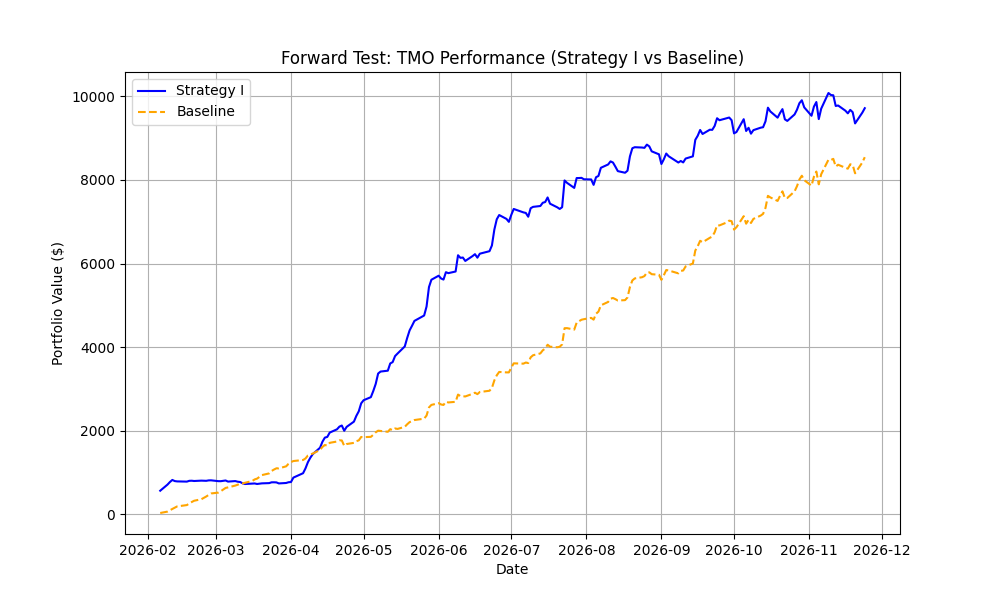 Forward Test: TMO Performance (Strategy I vs Baseline)
Strategy I
Baseline
Portfolio Value ($)
10000
8000
6000
4000
2000
0
2026-02 2026-03 2026-04 2026-05 2026-06 2026-07 2026-08 2026-09 2026-10 2026-11 2026-12
Date